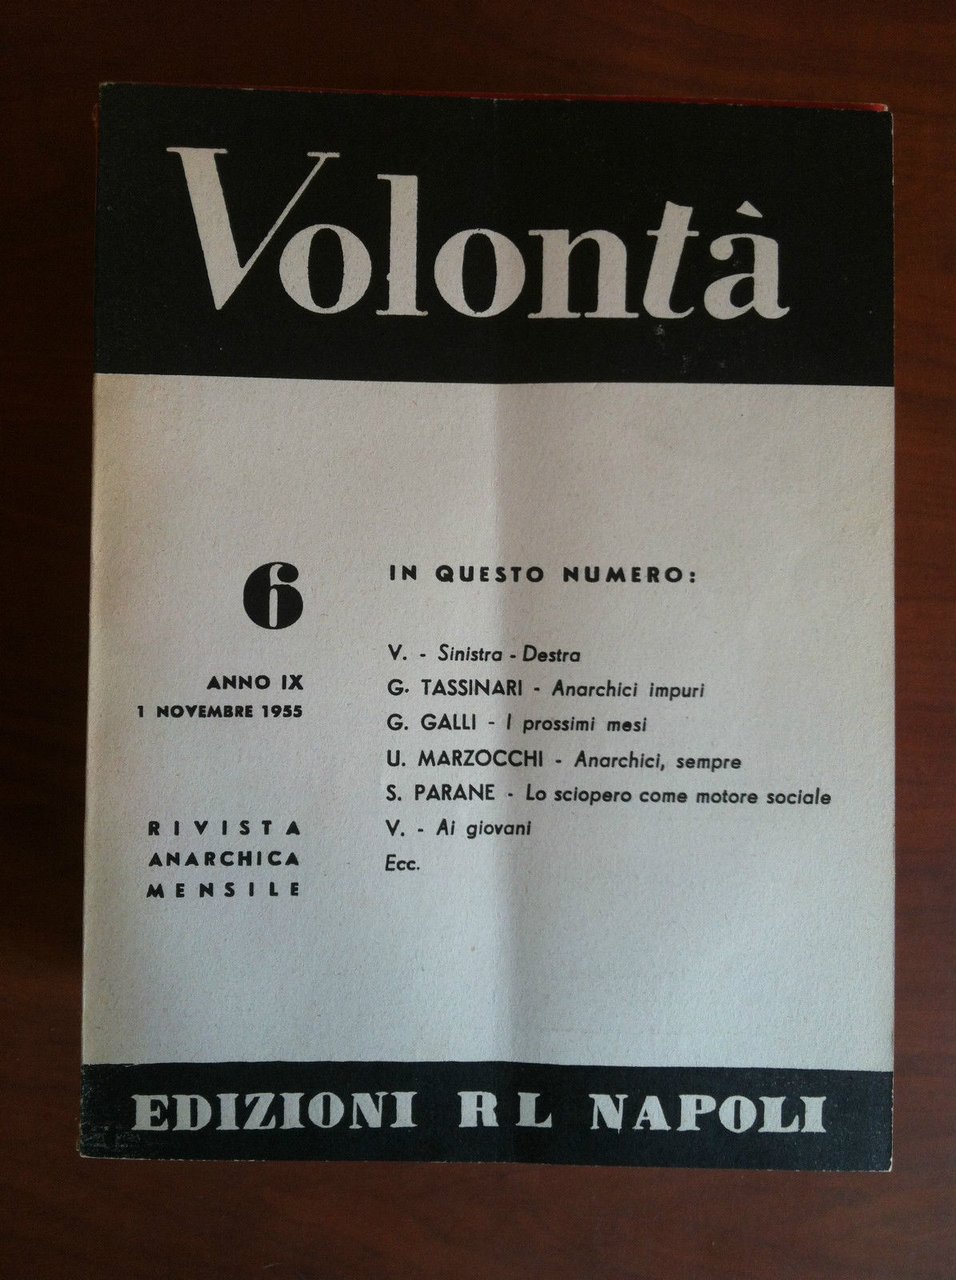 Volontà
6
ANNO IX
1 NOVEMBRE 1955
RIVISTA
ANARCHICA
MENSILE
IN QUESTO NUMERO:
V. - Sinistra - Destra
G. TASSINARI - Anarchici impuri
G. GALLI - I prossimi mesi
U. MARZOCCHI - Anarchici, sempre
S. PARANE - Lo sciopero come motore sociale
V. - Ai giovani
Ecc.
EDIZIONI RL NAPOLI